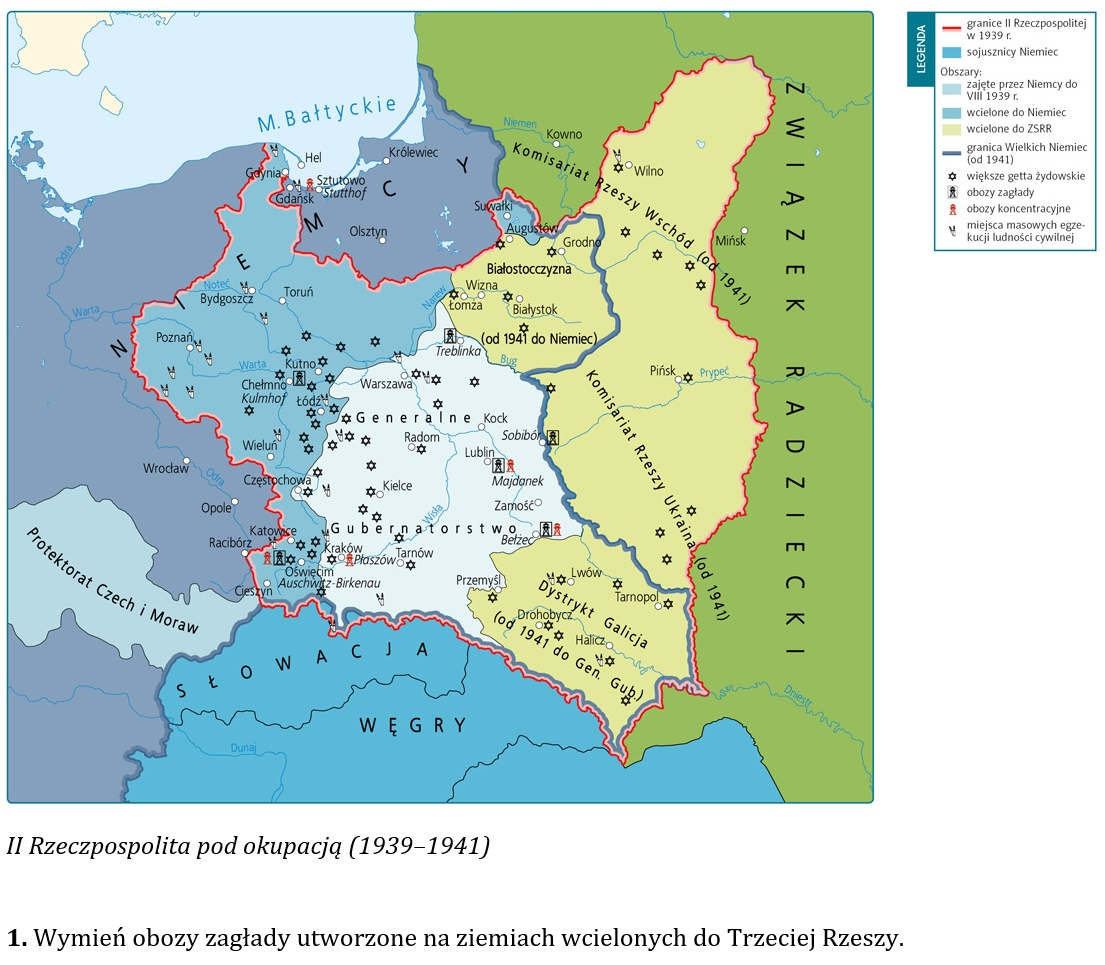 LEGENDA
granice II Rzeczpospolitej
w 1939 r.
sojusznicy Niemiec
Obszary:
zajęte przez Niemcy do
VIII 1939 r.
wcielone do Niemiec
wcielone do ZSRR
granica Wielkich Niemiec
(od 1941)
większe getta żydowskie
obozy zagłady
obozy koncentracyjne
miejsca masowych egze-
kucji ludności cywilnej
M. Bałtyckie
NIEMCY
ZWIĄZEK RADZIECKI
Niemen
Kowno
Komisariat Rzeszy Wschód (od 1941)
Wilno
Mińsk
Hel
Królewiec
Gdynia
Sztutowo
Stutthof
Gdańsk
Olsztyn
Suwałki
Augustów
Grodno
Białostocczyzna
Wizna
Łomża
Białystok
(od 1941 do Niemiec)
Narew
Odra
Noteć
Bydgoszcz
Toruń
Warta
Poznań
Warta
Kutno
Chełmno
Kulmhof
Łódź
Treblinka
Bug
Warszawa
Pińsk
Prypeć
Generalne
Kock
Sobibór
Komisariat Rzeszy Ukraina (od 1941)
Radom
Lublin
Majdanek
Wieluń
Wrocław
Odra
Częstochowa
Kielce
Zamość
Opole
Wisła
Gubernatorstwo
Bełżec
Katowice
Racibórz
Kraków
Płaszów
Tarnów
Oświęcim
Auschwitz-Birkenau
Cieszyn
Przemyśl
Lwów
Tarnopol
Dystrykt Galicja
(od 1941 do Gen. Gub.)
Drohobycz
Halicz
Dniestr
Protektorat Czech i Moraw
SŁOWACJA
WĘGRY
Dunaj
II Rzeczpospolita pod okupacją (1939–1941)
1. Wymień obozy zagłady utworzone na ziemiach wcielonych do Trzeciej Rzeszy.